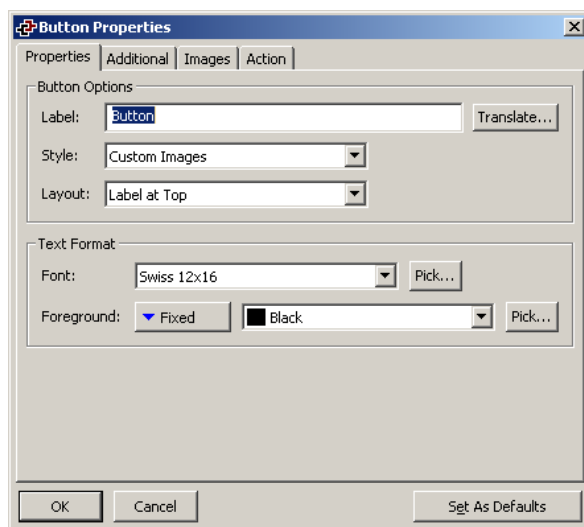 Button Properties
Properties Additional Images Action
Button Options
Label: Button Translate...
Style: Custom Images
Layout: Label at Top
Text Format
Font: Swiss 12x16 Pick...
Foreground: Fixed Black Pick...
OK Cancel Set As Defaults